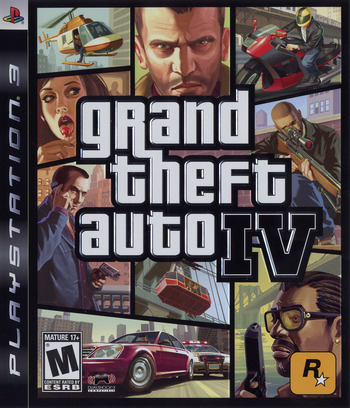 PLAYSTATION 3
grand
theft
auto IV
MATURE 17+
M
CONTENT RATED BY
ESRB
R